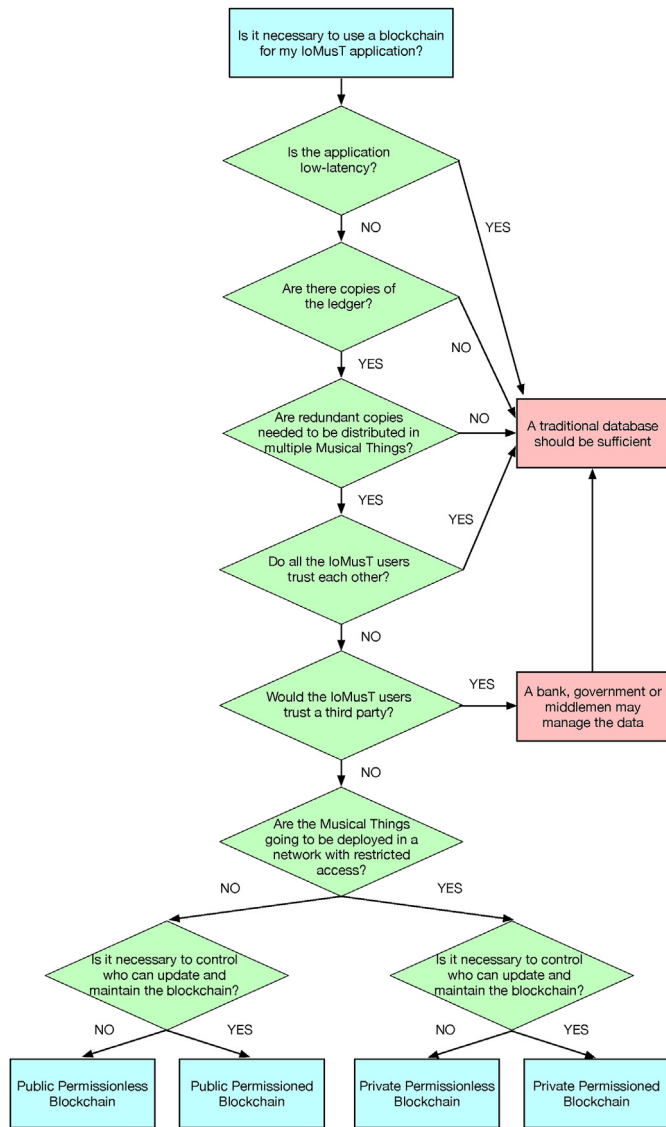 Is it necessary to use a blockchain
for my IoMusT application?
Is the application
low-latency?
YES
NO
Are there copies of
the ledger?
NO
YES
Are redundant copies
needed to be distributed in
multiple Musical Things?
NO
A traditional database
should be sufficient
YES
YES
Do all the IoMusT users
trust each other?
NO
Would the IoMusT users
trust a third party?
YES
A bank, government or
middlemen may
manage the data
NO
Are the Musical Things
going to be deployed in a
network with restricted
access?
NO
YES
Is it necessary to control
who can update and
maintain the blockchain?
Is it necessary to control
who can update and
maintain the blockchain?
NO
YES
NO
YES
Public Permissionless
Blockchain
Public Permissioned
Blockchain
Private Permissionless
Blockchain
Private Permissioned
Blockchain